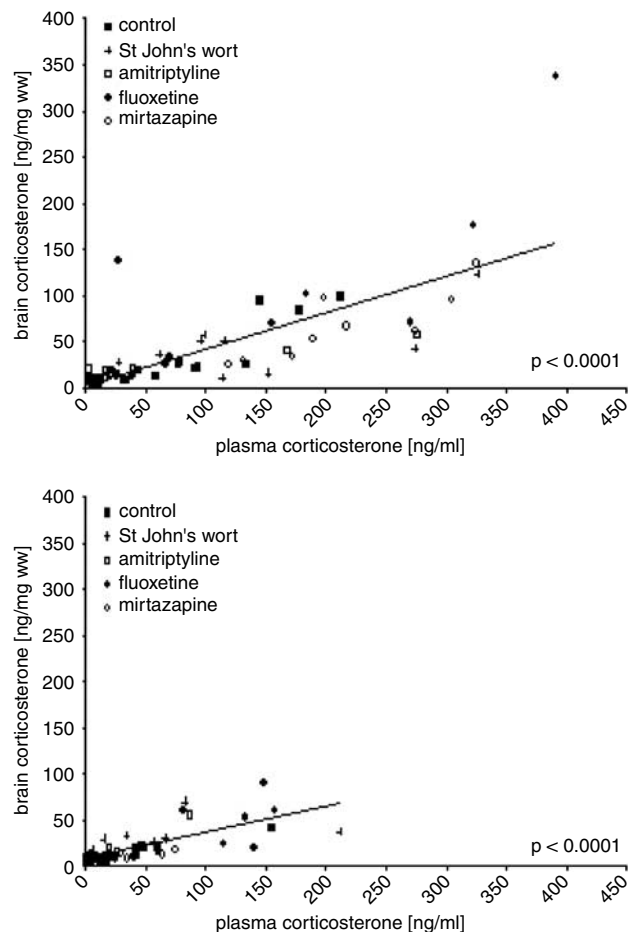 400
350
300
250
200
150
100
50
0
brain corticosterone [ng/mg ww]
control
St John's wort
amitriptyline
fluoxetine
mirtazapine
p < 0.0001
0 50 100 150 200 250 300 350 400 450
plasma corticosterone [ng/ml]
400
350
300
250
200
150
100
50
0
brain corticosterone [ng/mg ww]
control
St John's wort
amitriptyline
fluoxetine
mirtazapine
p < 0.0001
0 50 100 150 200 250 300 350 400 450
plasma corticosterone [ng/ml]